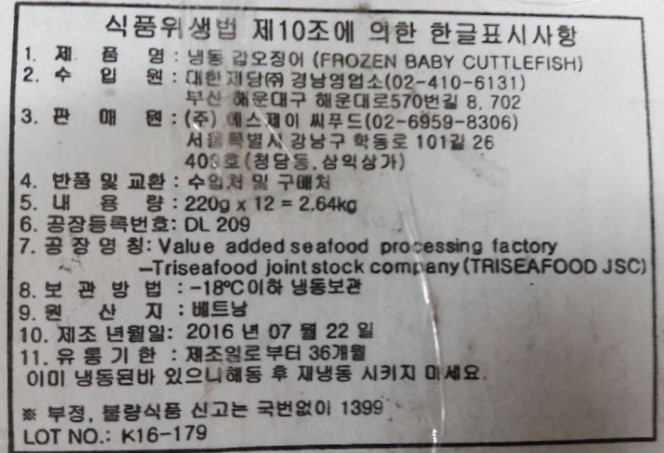 식품위생법 제10조에 의한 한글표시사항
1. 제 품 명 : 냉동 갑오징어 (FROZEN BABY CUTTLEFISH)
2. 수 입 원 : 대한제당㈜ 경남영업소(02-410-6131)
부산 해운대구 해운대로570번길 8, 702
3. 판 매 원 : (주) 에스제이 씨푸드(02-6959-8306)
서울특별시 강남구 학동로 101길 26
408호 (청담동, 삼익상가)
4. 반품 및 교환 : 수입처 및 구매처
5. 내 용 량 : 220g x 12 = 2.64kg
6. 공장등록번호: DL 209
7. 공 장 명 칭: Value added seafood processing factory
-Triseafood joint stock company (TRISEAFOOD JSC)
8. 보 관 방 법 : -18℃이하 냉동보관
9. 원 산 지 : 베트남
10. 제조 년월일: 2016 년 07 월 22 일
11. 유 통 기 한 : 제조일로부터 36개월
이미 냉동된바 있으니해동 후 재냉동 시키지 마세요.
※ 부정, 불량식품 신고는 국번없이 1399
LOT NO.: K16-179